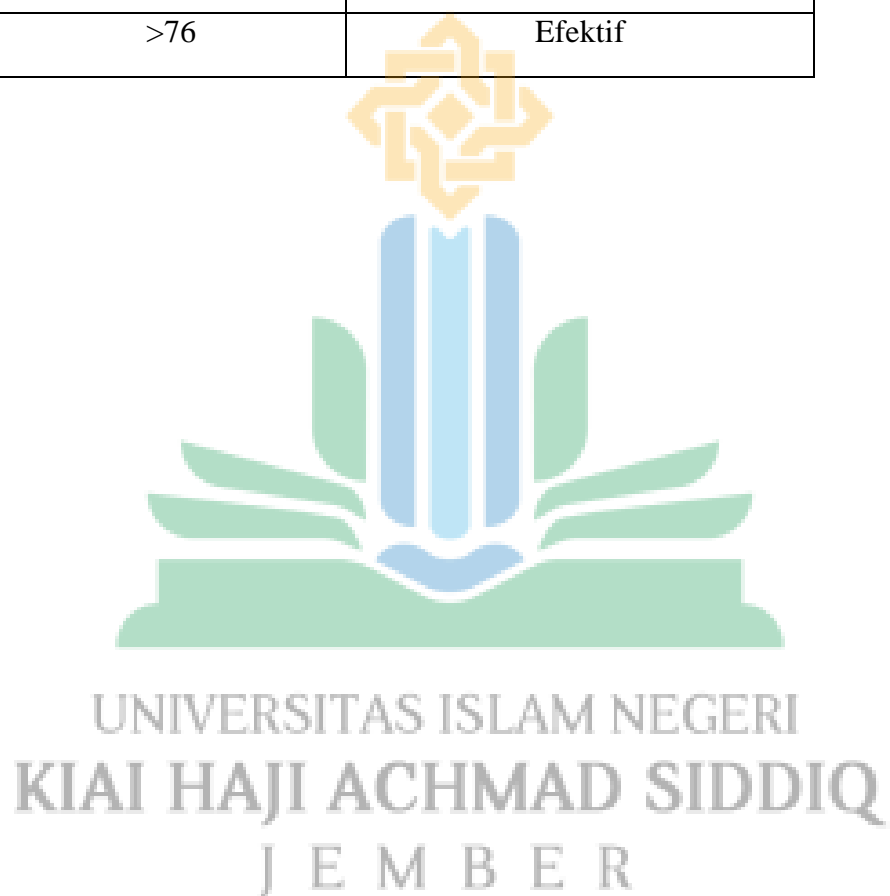 >76 Efektif
UNIVERSITAS ISLAM NEGERI
KIAI HAJI ACHMAD SIDDIQ
J E M B E R